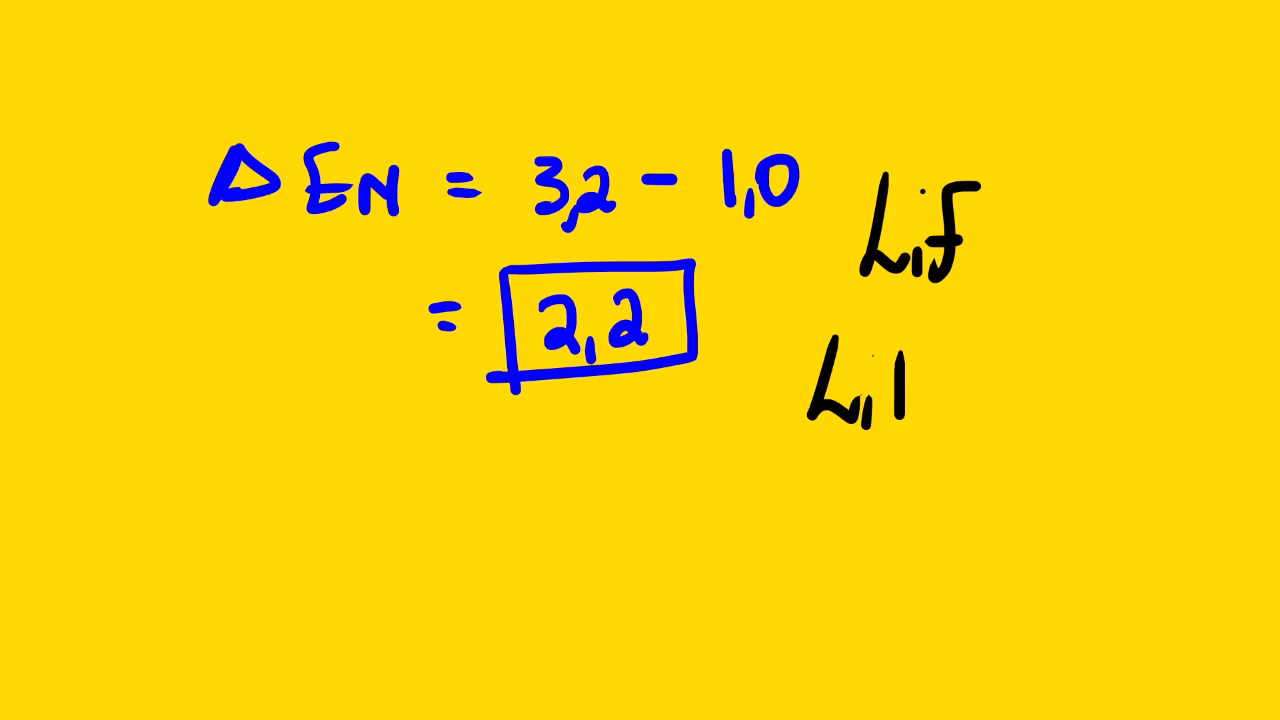 ΔEN = 3,2 - 1,0
= 2,2
LiF
LiI